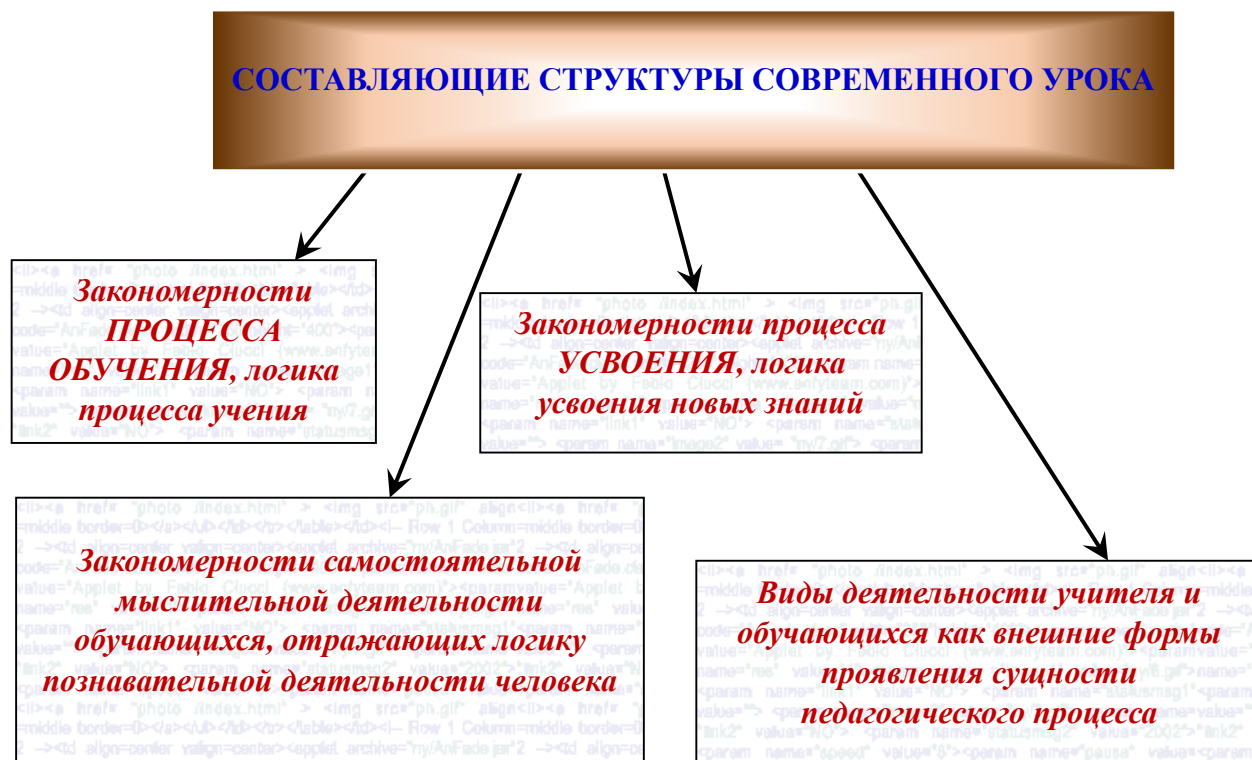 СОСТАВЛЯЮЩИЕ СТРУКТУРЫ СОВРЕМЕННОГО УРОКА
Закономерности
ПРОЦЕССА
ОБУЧЕНИЯ, логика
процесса учения
Закономерности процесса
УСВОЕНИЯ, логика
усвоения новых знаний
Закономерности самостоятельной
мыслительной деятельности
обучающихся, отражающих логику
познавательной деятельности человека
Виды деятельности учителя и
обучающихся как внешние формы
проявления сущности
педагогического процесса